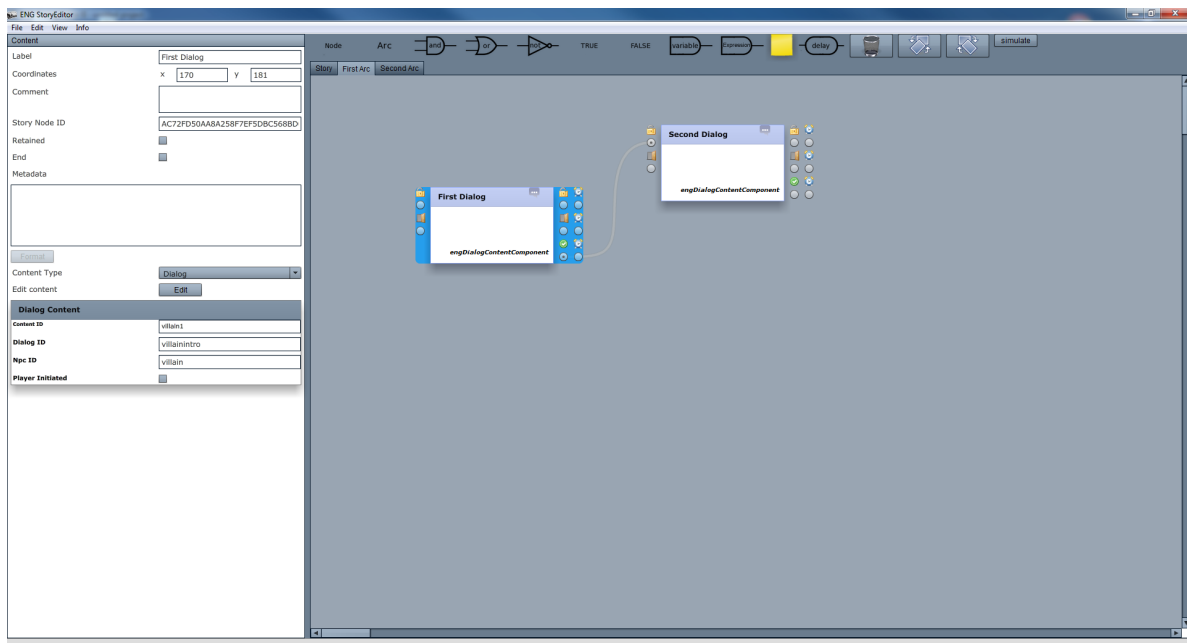 ENG StoryEditor
File Edit View Info
Content
Node Arc and or not TRUE FALSE variable Expression delay simulate
Story First Arc Second Arc
Label First Dialog
Coordinates x 170 y 181
Comment
Story Node ID AC72FD50AA8A258F7EF5DBC568BD
Retained
End
Metadata
Format
Content Type Dialog
Edit content Edit
Dialog Content
Content ID villain1
Dialog ID villainintro
Npc ID villain
Player Initiated
Second Dialog
engDialogContentComponent
First Dialog
engDialogContentComponent